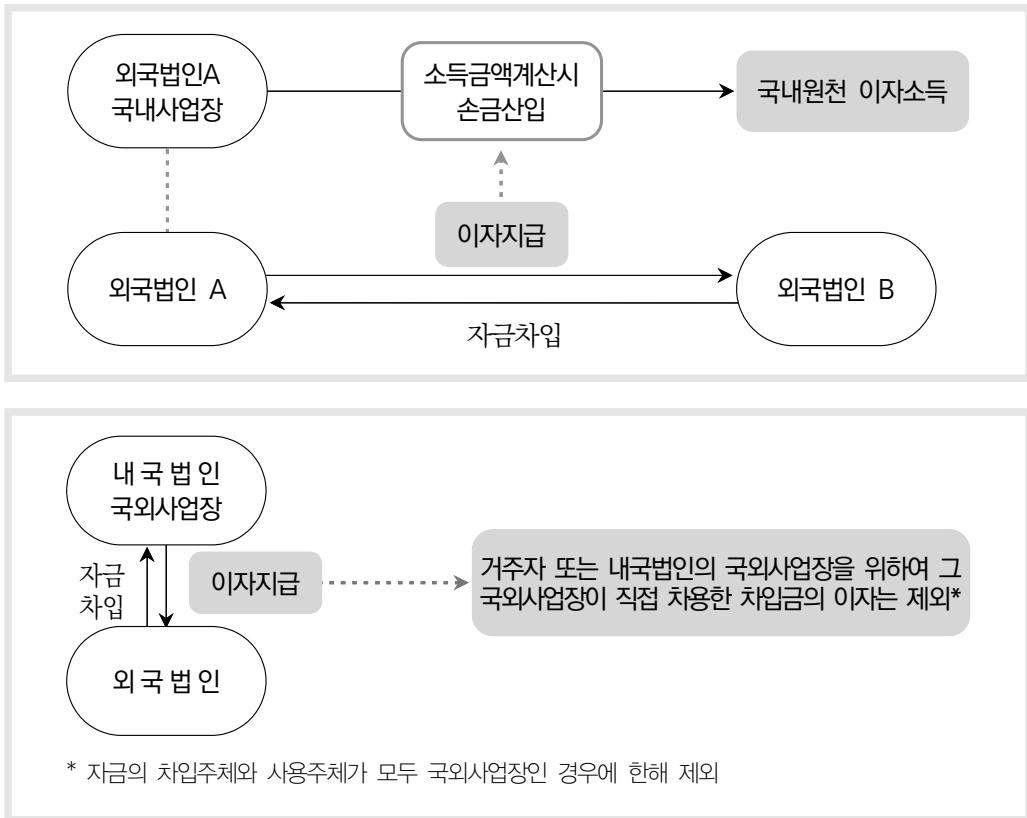 외국법인A
국내사업장
소득금액계산시
손금산입
국내원천 이자소득
이자지급
외국법인 A
외국법인 B
자금차입
내 국 법 인
국외사업장
자금
차입
이자지급
거주자 또는 내국법인의 국외사업장을 위하여 그
국외사업장이 직접 차용한 차입금의 이자는 제외*
외 국 법 인
* 자금의 차입주체와 사용주체가 모두 국외사업장인 경우에 한해 제외